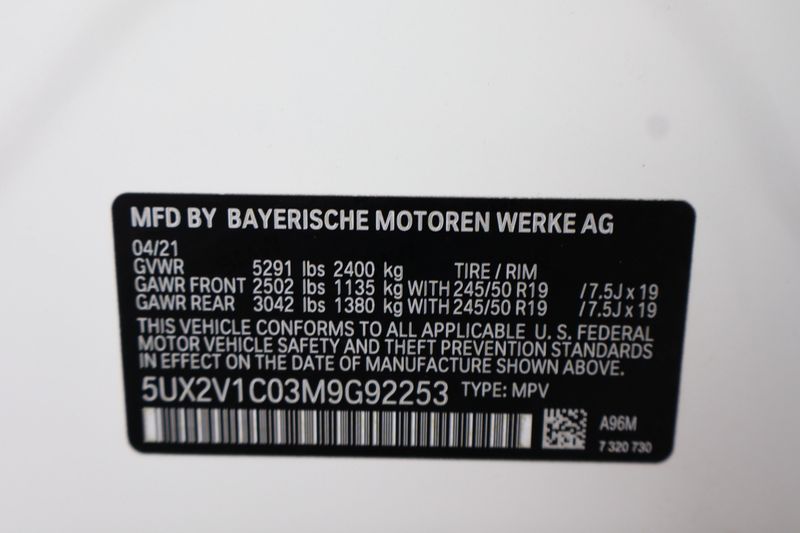 MFD BY BAYERISCHE MOTOREN WERKE AG
04/21
GVWR 5291 lbs 2400 kg TIRE / RIM
GAWR FRONT 2502 lbs 1135 kg WITH 245/50 R19 /7.5J x 19
GAWR REAR 3042 lbs 1380 kg WITH 245/50 R19 /7.5J x 19
THIS VEHICLE CONFORMS TO ALL APPLICABLE U. S. FEDERAL
MOTOR VEHICLE SAFETY AND THEFT PREVENTION STANDARDS
IN EFFECT ON THE DATE OF MANUFACTURE SHOWN ABOVE.
5UX2V1C03M9G92253 TYPE: MPV
A96M
7 320 730